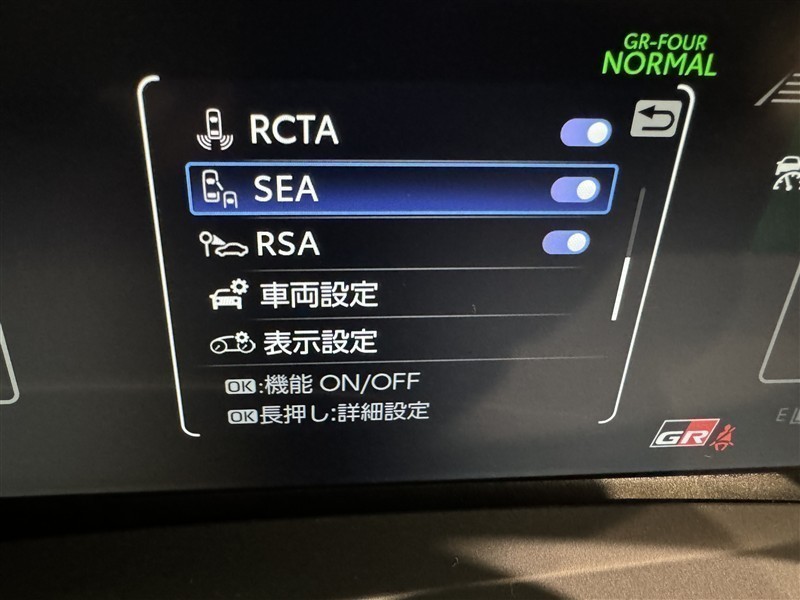 GR-FOUR
NORMAL
RCTA
SEA
RSA
車両設定
表示設定
OK:機能 ON/OFF
OK長押し:詳細設定
GR
E